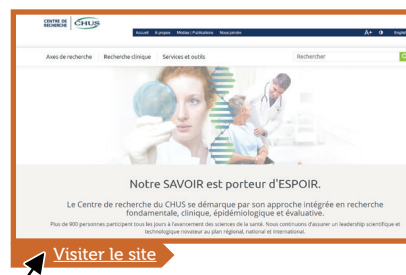 CENTRE DE
RECHERCHE
CHUS
Accueil À propos Médias | Publications Nous joindre A+ English
Axes de recherche Recherche clinique Services et outils Rechercher
Notre SAVOIR est porteur d'ESPOIR.
Le Centre de recherche du CHUS se démarque par son approche intégrée en recherche
fondamentale, clinique, épidémiologique et évaluative.
Plus de 900 personnes participent tous les jours à l'avancement des sciences de la santé. Nous continuons d'assurer un leadership scientifique et
technologique novateur au plan régional, national et international.
Visiter le site